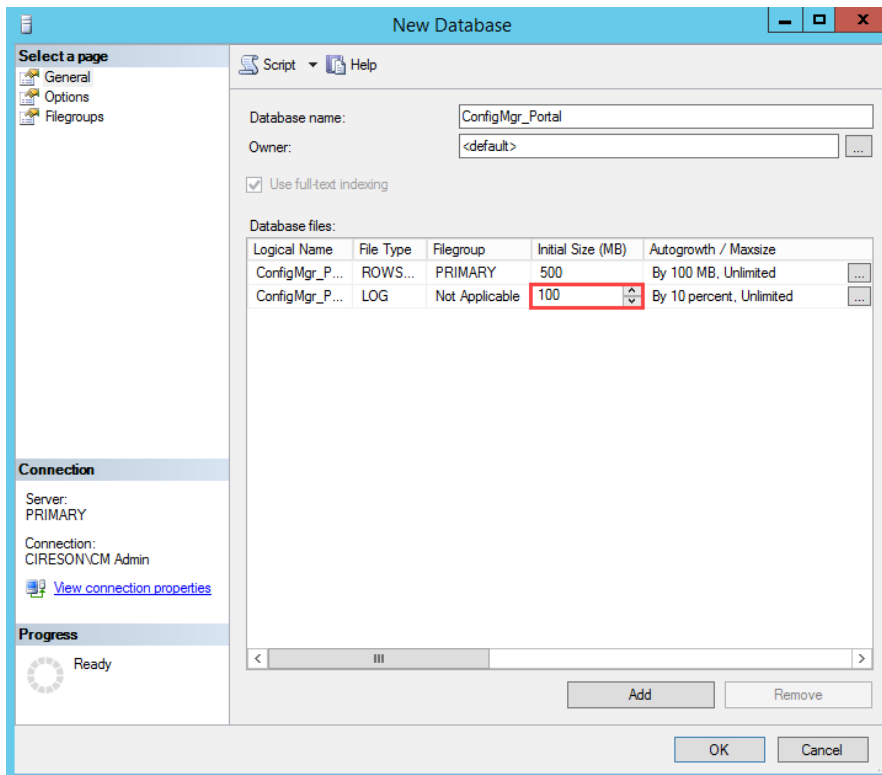 New Database
Select a page
General
Options
Filegroups
Script Help
Database name: ConfigMgr_Portal
Owner: <default> ...
Use full-text indexing
Database files:
Logical Name File Type Filegroup Initial Size (MB) Autogrowth / Maxsize
ConfigMgr_P... ROWS... PRIMARY 500 By 100 MB, Unlimited ...
ConfigMgr_P... LOG Not Applicable 100 By 10 percent, Unlimited ...
Connection
Server:
PRIMARY
Connection:
CIRESON\CM Admin
View connection properties
Progress
Ready
Add Remove
OK Cancel